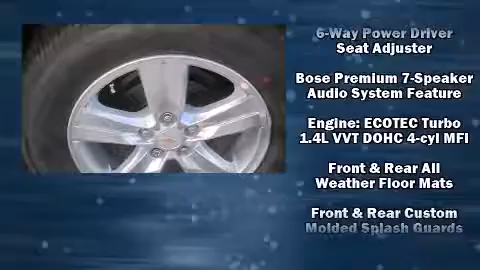 6-Way Power Driver
Seat Adjuster
Bose Premium 7-Speaker
Audio System Feature
Engine: ECOTEC Turbo
1.4L VVT DOHC 4-cyl MFI
Front & Rear All
Weather Floor Mats
Front & Rear Custom
Molded Splash Guards